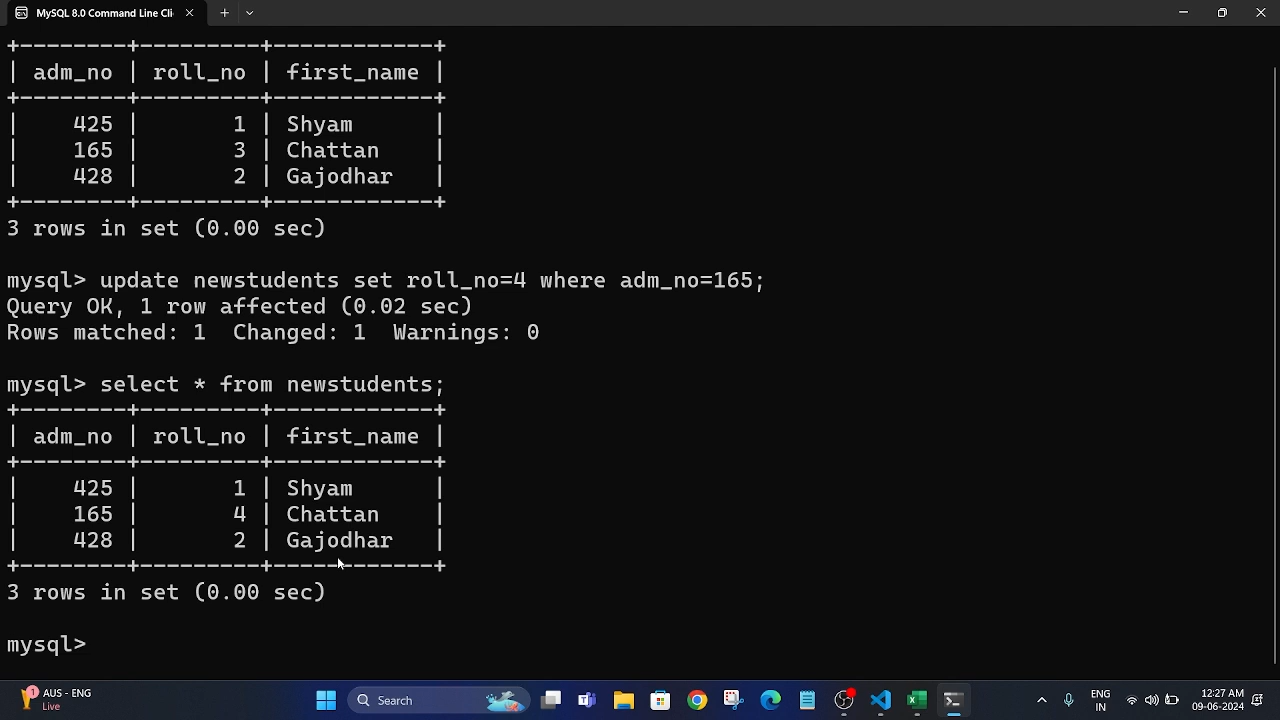 MySQL 8.0 Command Line Cli
+--------+---------+------------+
| adm_no | roll_no | first_name |
+--------+---------+------------+
|    425 |       1 | Shyam      |
|    165 |       3 | Chattan    |
|    428 |       2 | Gajodhar   |
+--------+---------+------------+
3 rows in set (0.00 sec)
mysql> update newstudents set roll_no=4 where adm_no=165;
Query OK, 1 row affected (0.02 sec)
Rows matched: 1  Changed: 1  Warnings: 0
mysql> select * from newstudents;
+--------+---------+------------+
| adm_no | roll_no | first_name |
+--------+---------+------------+
|    425 |       1 | Shyam      |
|    165 |       4 | Chattan    |
|    428 |       2 | Gajodhar   |
+--------+---------+------------+
3 rows in set (0.00 sec)
mysql>
1
AUS - ENG
Live
Search
ENG
IN
12:27 AM
09-06-2024